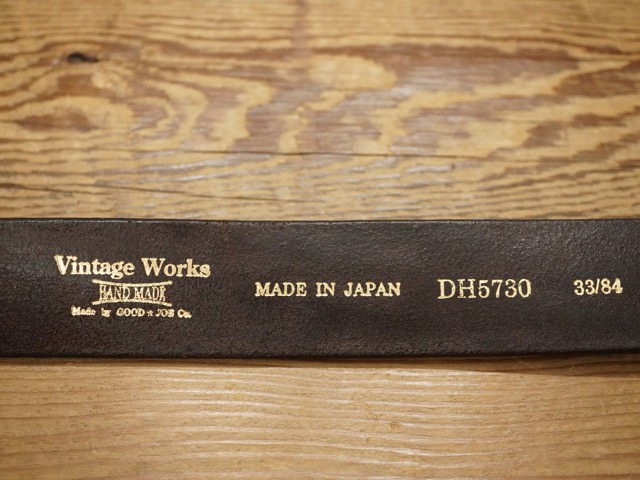 Vintage Works
HAND MADE
Made by GOOD★JOB Co.
MADE IN JAPAN
DH5730
33/84